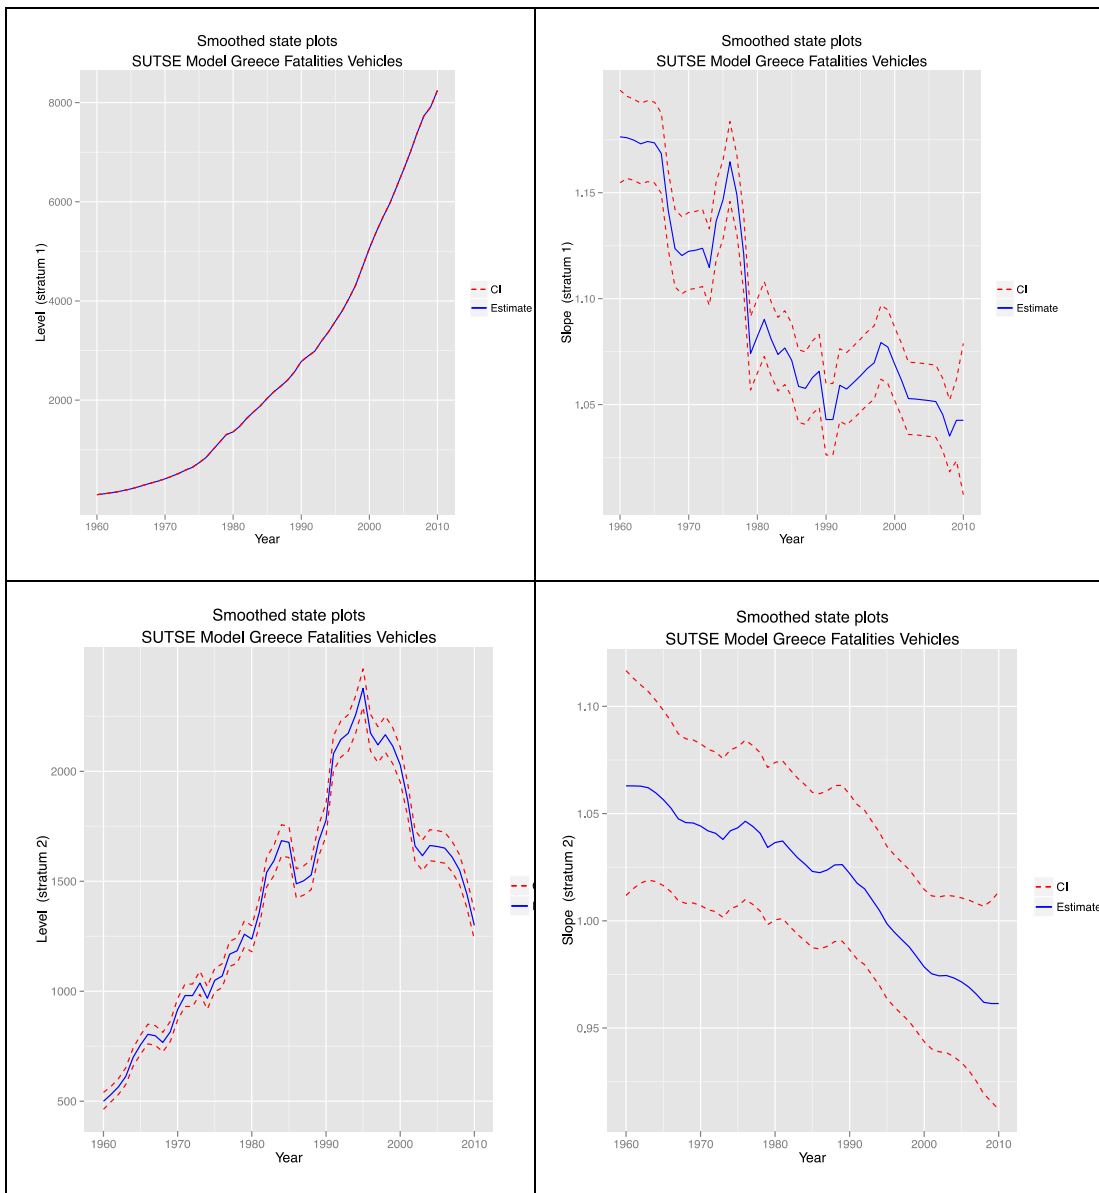 Smoothed state plots
SUTSE Model Greece Fatalities Vehicles
8000
6000
4000
2000
Level (stratum 1)
1960
1970
1980
1990
2000
2010
Year
CI
Estimate
Smoothed state plots
SUTSE Model Greece Fatalities Vehicles
1.15
1.10
1.05
Slope (stratum 1)
1960
1970
1980
1990
2000
2010
Year
CI
Estimate
Smoothed state plots
SUTSE Model Greece Fatalities Vehicles
2000
1500
1000
500
Level (stratum 2)
1960
1970
1980
1990
2000
2010
Year
Smoothed state plots
SUTSE Model Greece Fatalities Vehicles
1.10
1.05
1.00
0.95
Slope (stratum 2)
1960
1970
1980
1990
2000
2010
Year
CI
Estimate